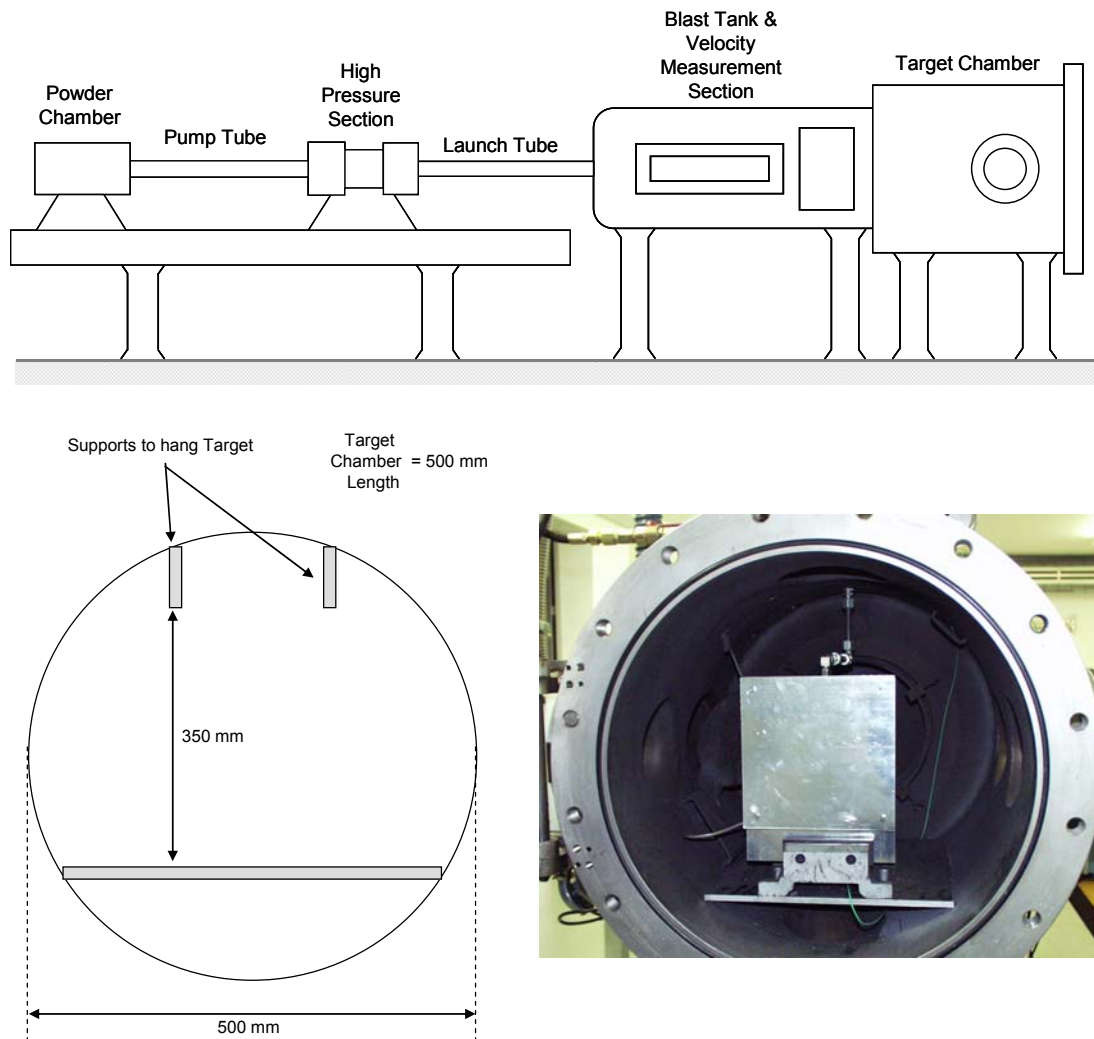 Blast Tank &
Velocity
Measurement
Section
Target Chamber
High
Pressure
Section
Powder
Chamber
Pump Tube
Launch Tube
Supports to hang Target
Target
Chamber = 500 mm
Length
350 mm
500 mm